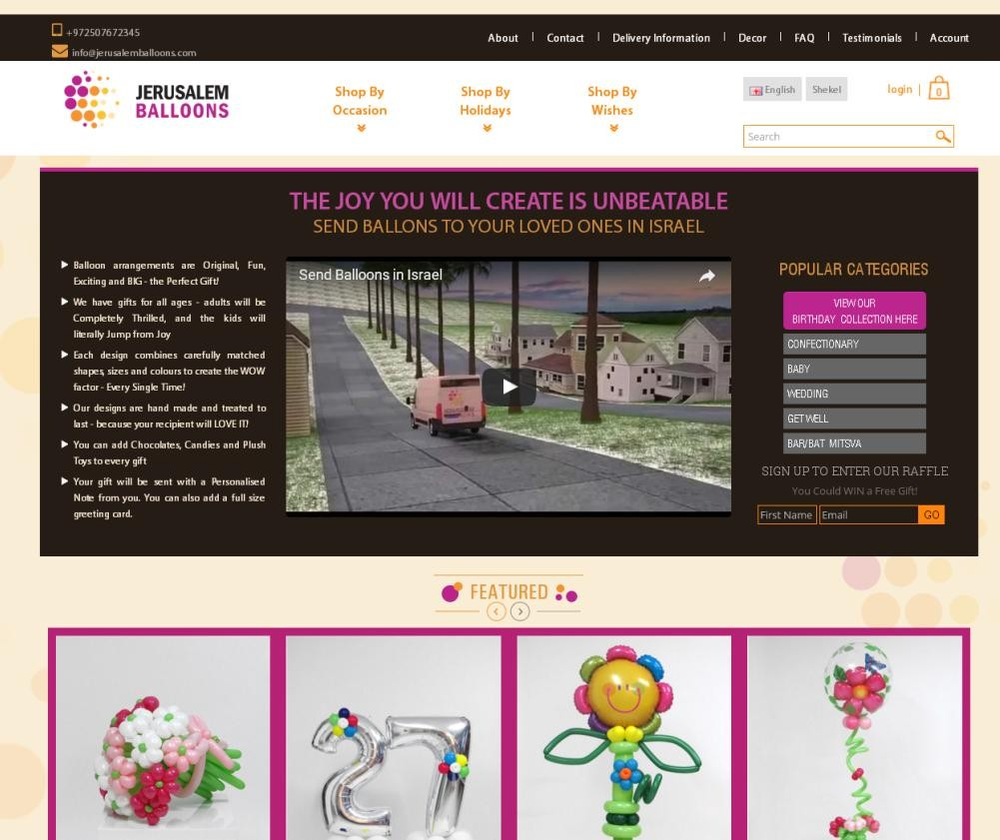 +972507672345
info@jerusalemballoons.com
About
Contact
Delivery Information
Decor
FAQ
Testimonials
Account
JERUSALEM
BALLOONS
Shop By
Occasion
Shop By
Holidays
Shop By
Wishes
English
Shekel
login
0
Search
THE JOY YOU WILL CREATE IS UNBEATABLE
SEND BALLONS TO YOUR LOVED ONES IN ISRAEL
Balloon arrangements are Original, Fun,
Exciting and BIG - the Perfect Gift!
We have gifts for all ages - adults will be
Completely Thrilled, and the kids will
literally Jump from Joy
Each design combines carefully matched
shapes, sizes and colours to create the WOW
factor - Every Single Time!
Our designs are hand made and treated to
last - because your recipient will LOVE IT!
You can add Chocolates, Candies and Plush
Toys to every gift
Your gift will be sent with a Personalised
Note from you. You can also add a full size
greeting card.
Send Balloons in Israel
POPULAR CATEGORIES
VIEW OUR
BIRTHDAY COLLECTION HERE
CONFECTIONARY
BABY
WEDDING
GET WELL
BAR/BAT MITSVA
SIGN UP TO ENTER OUR RAFFLE
You Could WIN a Free Gift!
First Name
Email
GO
FEATURED
27